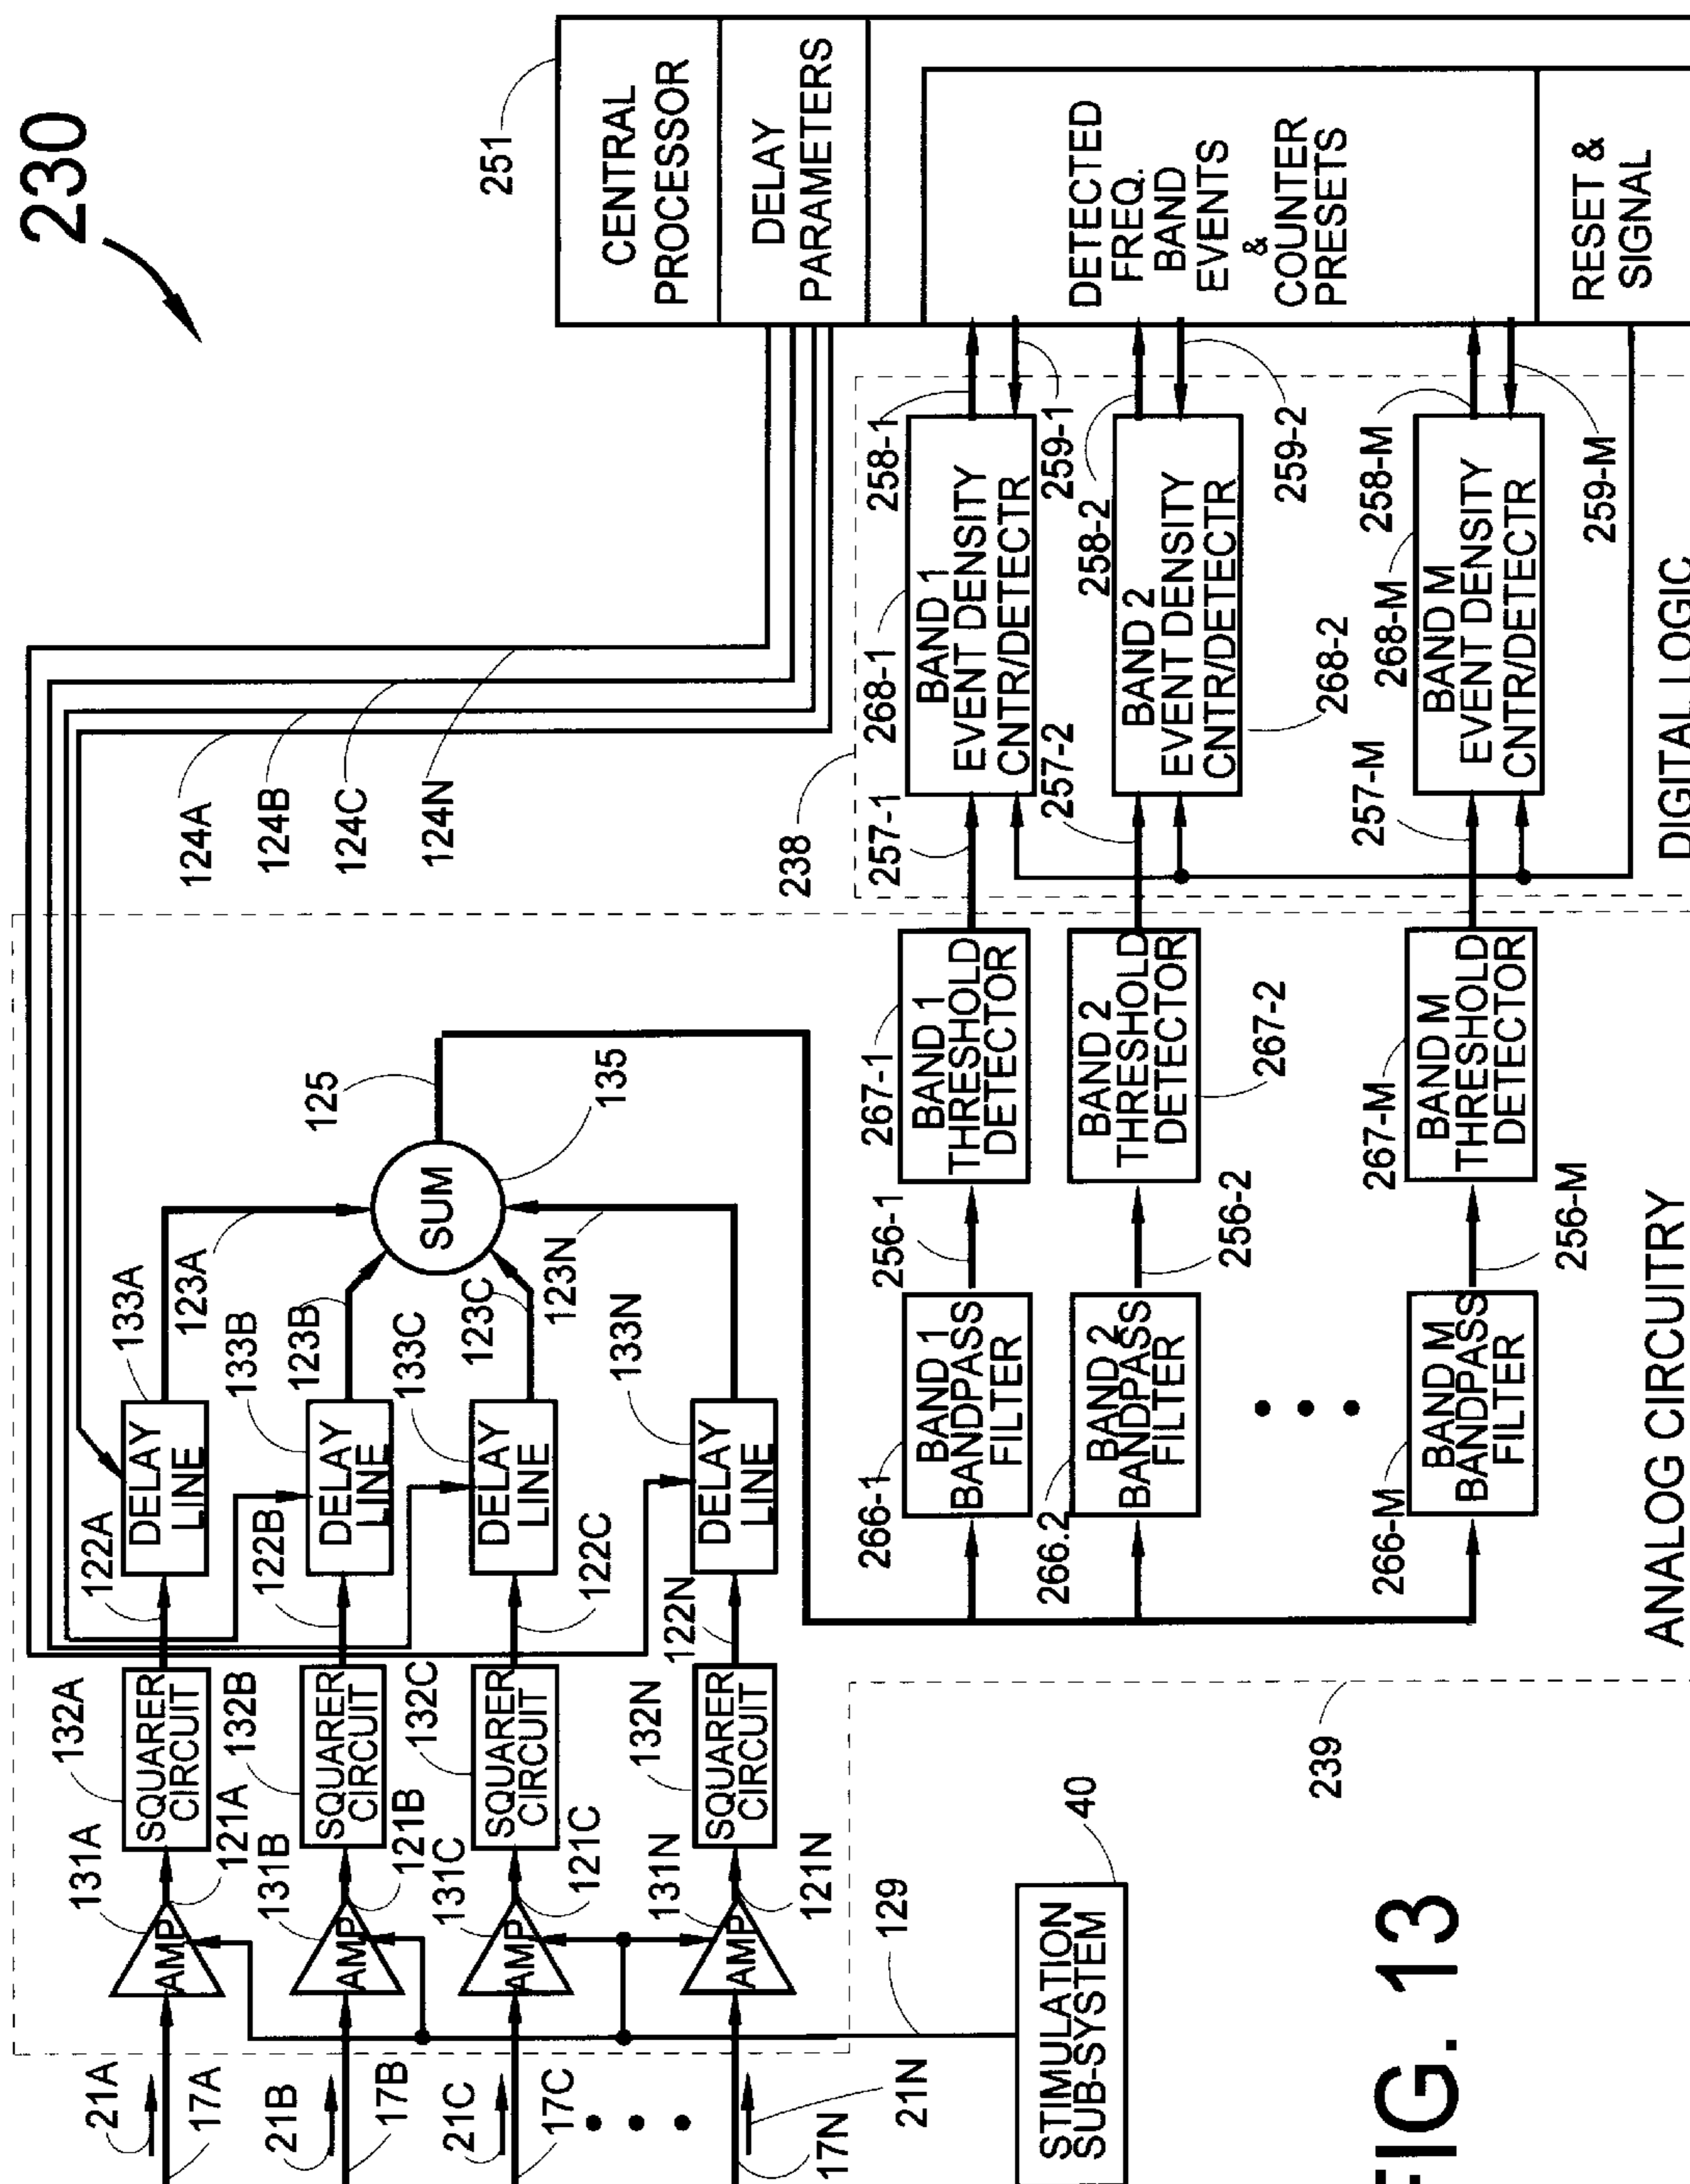 230
251
CENTRAL
PROCESSOR
DELAY
PARAMETERS
DETECTED
FREQ.
BAND
EVENTS
&
COUNTER
PRESETS
RESET &
SIGNAL
124A
124B
124C
124N
238
21A
17A
131A
AMP
121A
132A
SQUARER
CIRCUIT
122A
DELAY
LINE
133A
123A
21B
17B
131B
AMP
121B
132B
SQUARER
CIRCUIT
122B
DELAY
LINE
133B
123B
21C
17C
131C
AMP
121C
132C
SQUARER
CIRCUIT
122C
DELAY
LINE
133C
123C
17N
21N
131N
AMP
121N
132N
SQUARER
CIRCUIT
122N
DELAY
LINE
133N
123N
SUM
125
135
129
STIMULATION
SUB-SYSTEM
40
239
266-1
BAND 1
BANDPASS
FILTER
256-1
267-1
BAND 1
THRESHOLD
DETECTOR
257-1
268-1
BAND 1
EVENT DENSITY
CNTR/DETECTR
258-1
259-1
266.2
BAND 2
BANDPASS
FILTER
256-2
BAND 2
THRESHOLD
DETECTOR
267-2
257-2
BAND 2
EVENT DENSITY
CNTR/DETECTR
268-2
258-2
259-2
266-M
BAND M
BANDPASS
FILTER
256-M
267-M
BAND M
THRESHOLD
DETECTOR
257-M
268-M
BAND M
EVENT DENSITY
CNTR/DETECTR
258-M
259-M
ANALOG CIRCUITRY
DIGITAL LOGIC
FIG. 13